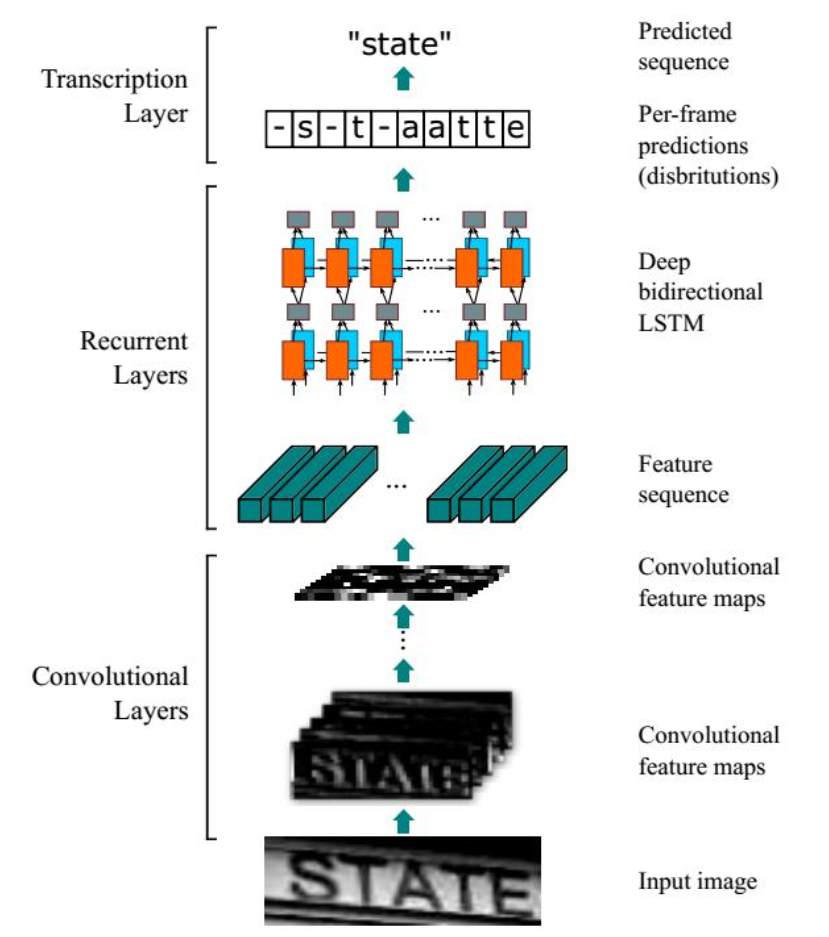 "state"
Predicted
sequence
Transcription
Layer
- s - t - a a t t e
Per-frame
predictions
(disbritutions)
...
Deep
bidirectional
LSTM
...
Recurrent
Layers
...
Feature
sequence
Convolutional
feature maps
Convolutional
Layers
STATE
Convolutional
feature maps
STATE
Input image